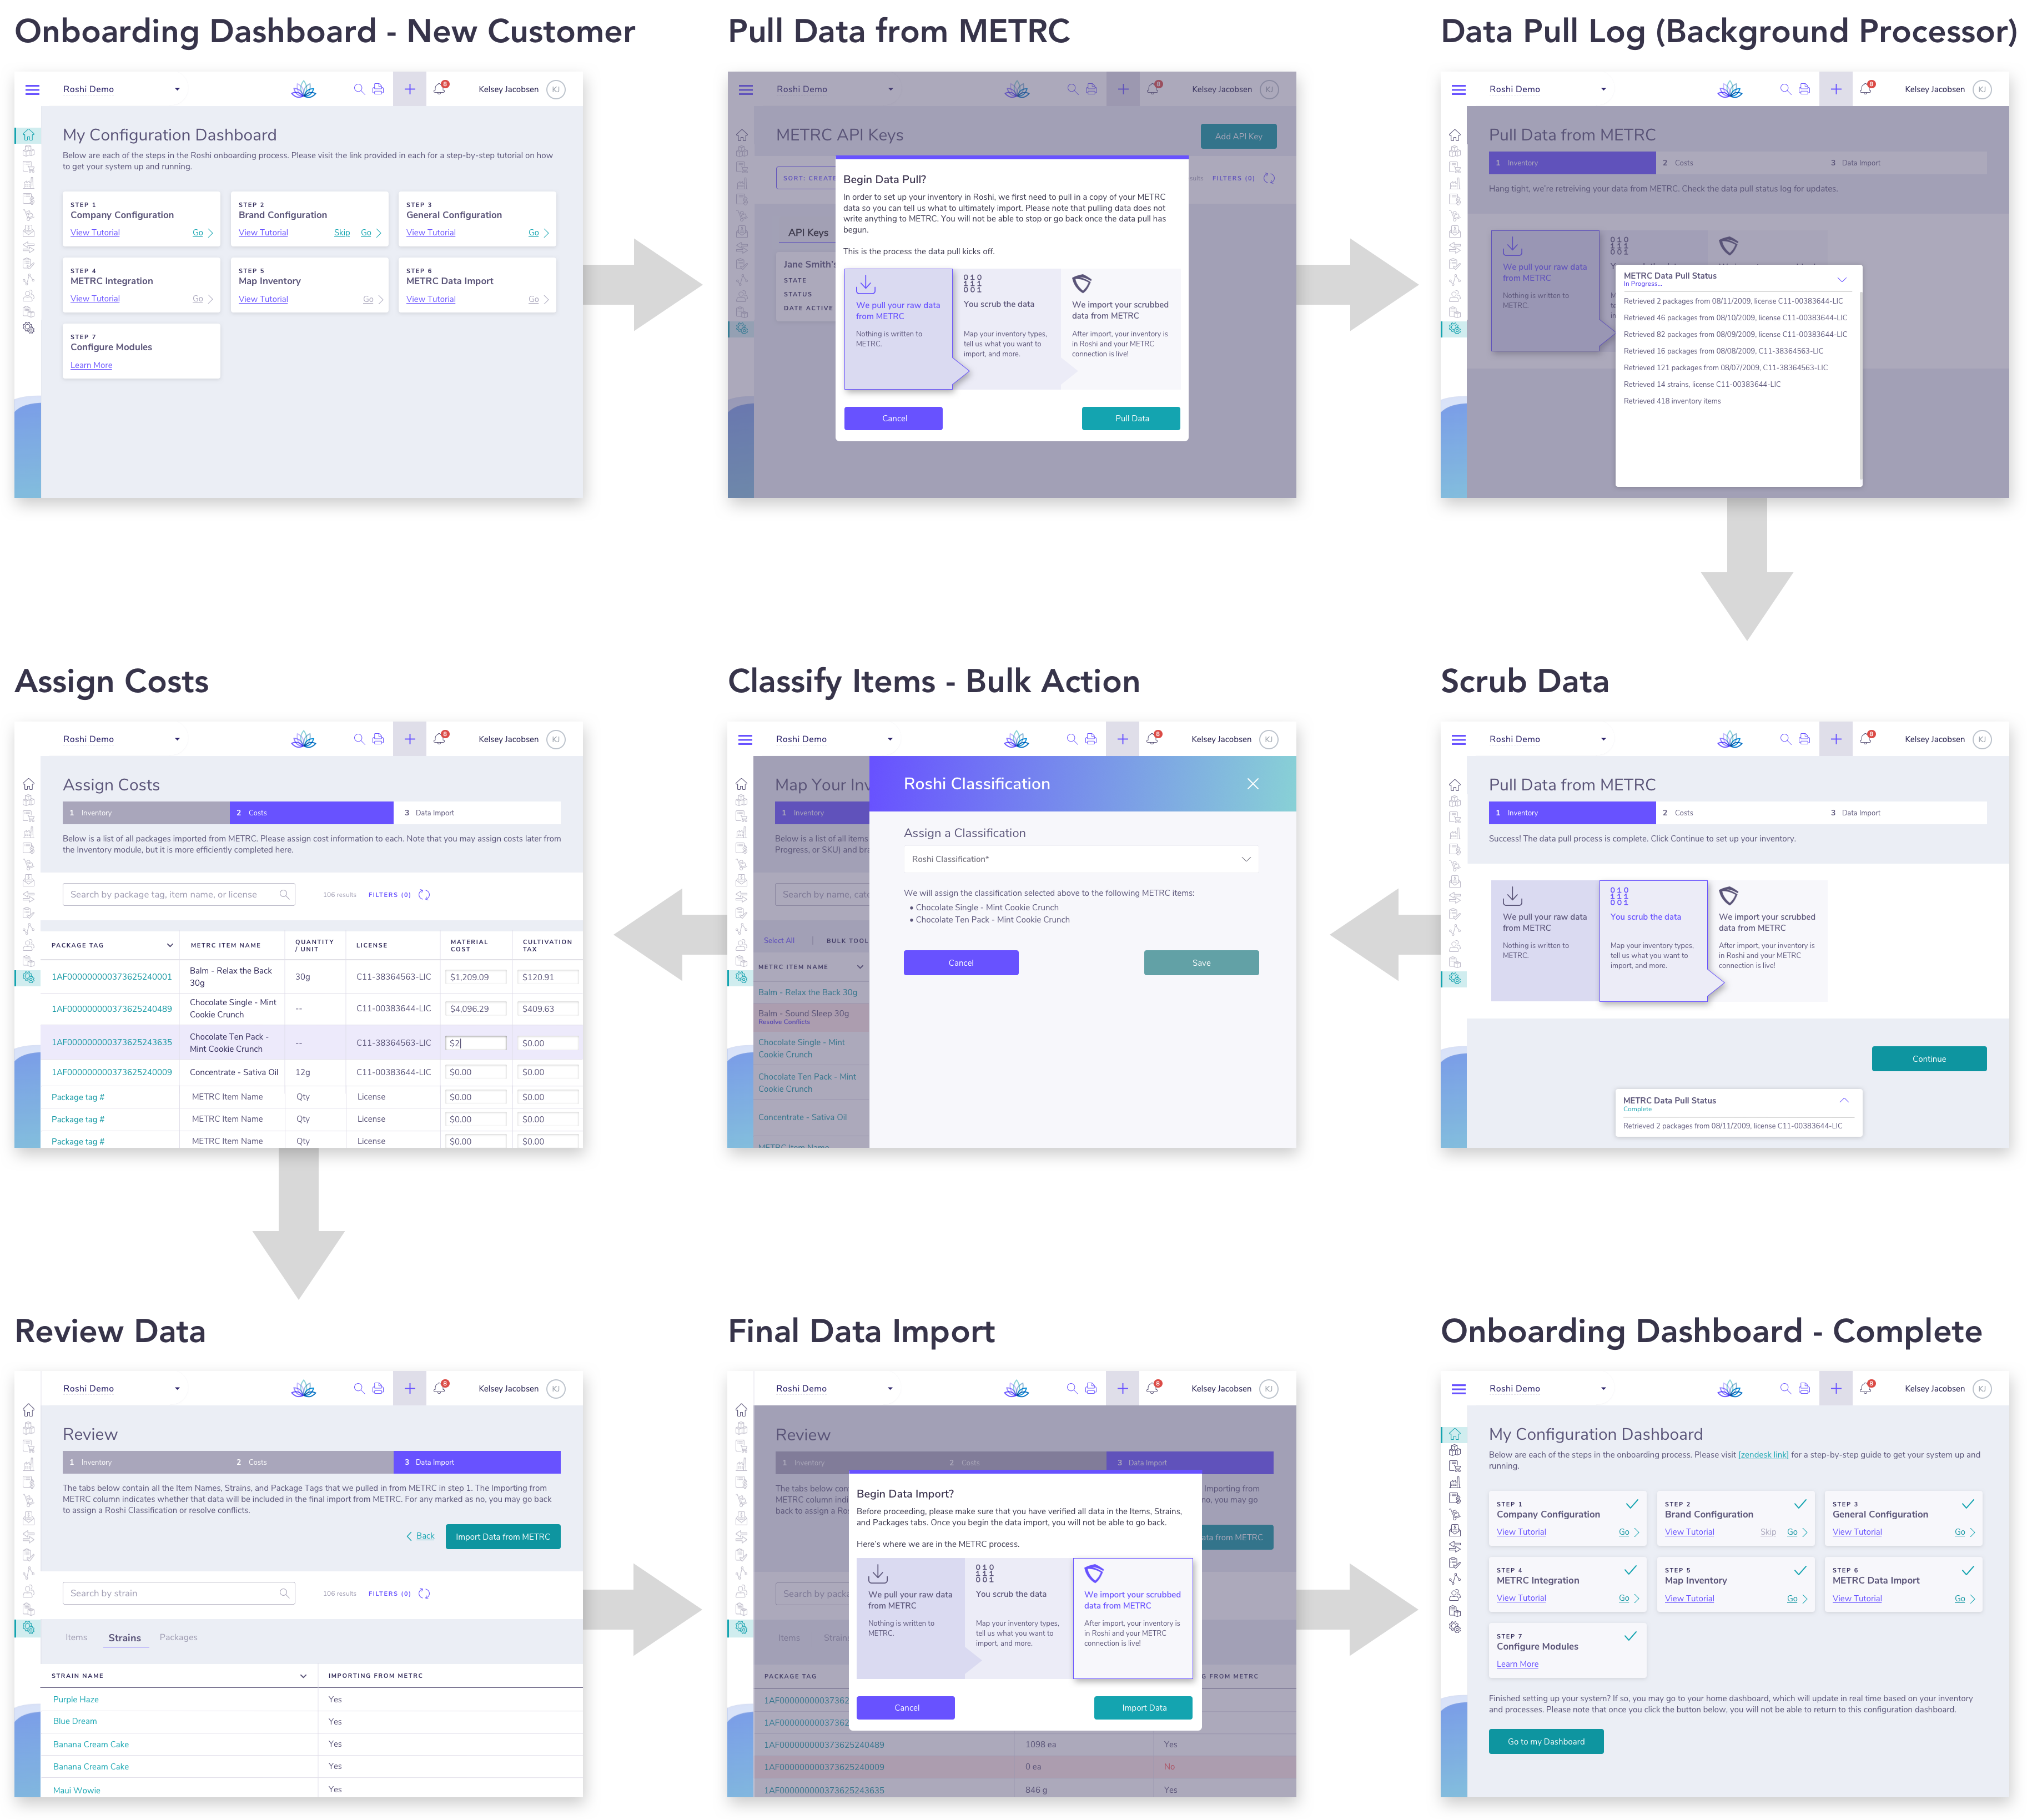 Onboarding Dashboard - New Customer
Roshi Demo
8
Kelsey Jacobsen
KJ
My Configuration Dashboard
Below are each of the steps in the Roshi onboarding process. Please visit the link provided in each for a step-by-step tutorial on how
to get your system up and running.
STEP 1
Company Configuration
View Tutorial
Go
STEP 2
Brand Configuration
View Tutorial
Skip
Go
STEP 3
General Configuration
View Tutorial
Go
STEP 4
METRC Integration
View Tutorial
Go
STEP 5
Map Inventory
View Tutorial
Go
STEP 6
METRC Data Import
View Tutorial
Go
STEP 7
Configure Modules
Learn More
Pull Data from METRC
Roshi Demo
8
Kelsey Jacobsen
KJ
METRC API Keys
Add API Key
SORT: CREATE
ults
FILTERS (0)
API Keys
Jane Smith's
STATE
STATUS
DATE ACTIVE
Begin Data Pull?
In order to set up your inventory in Roshi, we first need to pull in a copy of your METRC
data so you can tell us what to ultimately import. Please note that pulling data does not
write anything to METRC. You will not be able to stop or go back once the data pull has
begun.
This is the process the data pull kicks off.
We pull your raw data
from METRC
Nothing is written to
METRC.
010
111
001
You scrub the data
Map your inventory types,
tell us what you want to
import, and more.
We import your scrubbed
data from METRC
After import, your inventory is
in Roshi and your METRC
connection is live!
Cancel
Pull Data
Data Pull Log (Background Processor)
Roshi Demo
8
Kelsey Jacobsen
KJ
Pull Data from METRC
1 Inventory
2 Costs
3 Data Import
Hang tight, we're retreiving your data from METRC. Check the data pull status log for updates.
We pull your raw data
from METRC
Nothing is written to
METRC.
010
111
001
METRC Data Pull Status
In Progress...
Retrieved 2 packages from 08/11/2009, license C11-00383644-LIC
Retrieved 46 packages from 08/10/2009, license C11-00383644-LIC
Retrieved 82 packages from 08/09/2009, license C11-00383644-LIC
Retrieved 16 packages from 08/08/2009, C11-38364563-LIC
Retrieved 121 packages from 08/07/2009, C11-38364563-LIC
Retrieved 14 strains, license C11-00383644-LIC
Retrieved 418 inventory items
Assign Costs
Roshi Demo
8
Kelsey Jacobsen
KJ
Assign Costs
1 Inventory
2 Costs
3 Data Import
Below is a list of all packages imported from METRC. Please assign cost information to each. Note that you may assign costs later from
the Inventory module, but it is more efficiently completed here.
Search by package tag, item name, or license
106 results
FILTERS (0)
PACKAGE TAG
METRC ITEM NAME
QUANTITY
/ UNIT
LICENSE
MATERIAL
COST
CULTIVATION
TAX
1AF000000000373625240001
Balm - Relax the Back
30g
30g
C11-38364563-LIC
$1,209.09
$120.91
1AF000000000373625240489
Chocolate Single - Mint
Cookie Crunch
--
C11-00383644-LIC
$4,096.29
$409.63
1AF000000000373625243635
Chocolate Ten Pack -
Mint Cookie Crunch
--
C11-38364563-LIC
$2
$0.00
1AF000000000373625240009
Concentrate - Sativa Oil
12g
C11-00383644-LIC
$0.00
$0.00
Package tag #
METRC Item Name
Qty
License
$0.00
$0.00
Package tag #
METRC Item Name
Qty
License
$0.00
$0.00
Package tag #
METRC Item Name
Qty
License
$0.00
$0.00
Classify Items - Bulk Action
Roshi Demo
8
Kelsey Jacobsen
KJ
Map Your Inv
1 Inventory
Below is a list of all items
Progress, or SKU) and bra
Search by name, cate
Select All
BULK TOOL
METRC ITEM NAME
Balm - Relax the Back 30g
Balm - Sound Sleep 30g
Resolve Conflicts
Chocolate Single - Mint
Cookie Crunch
Chocolate Ten Pack - Mint
Cookie Crunch
Concentrate - Sativa Oil
METRC Item Name
Roshi Classification
Assign a Classification
Roshi Classification*
We will assign the classification selected above to the following METRC items:
• Chocolate Single - Mint Cookie Crunch
• Chocolate Ten Pack - Mint Cookie Crunch
Cancel
Save
Scrub Data
Roshi Demo
8
Kelsey Jacobsen
KJ
Pull Data from METRC
1 Inventory
2 Costs
3 Data Import
Success! The data pull process is complete. Click Continue to set up your inventory.
We pull your raw data
from METRC
Nothing is written to
METRC.
010
111
001
You scrub the data
Map your inventory types,
tell us what you want to
import, and more.
We import your scrubbed
data from METRC
After import, your inventory is
in Roshi and your METRC
connection is live!
Continue
METRC Data Pull Status
Complete
Retrieved 2 packages from 08/11/2009, license C11-00383644-LIC
Review Data
Roshi Demo
8
Kelsey Jacobsen
KJ
Review
1 Inventory
2 Costs
3 Data Import
The tabs below contain all the Item Names, Strains, and Package Tags that we pulled in from METRC in step 1. The Importing from
METRC column indicates whether that data will be included in the final import from METRC. For any marked as no, you may go back
to assign a Roshi Classification or resolve conflicts.
Back
Import Data from METRC
Search by strain
106 results
FILTERS (0)
Items
Strains
Packages
STRAIN NAME
IMPORTING FROM METRC
Purple Haze
Yes
Blue Dream
Yes
Banana Cream Cake
Yes
Banana Cream Cake
Yes
Maui Wowie
Yes
Final Data Import
Roshi Demo
8
Kelsey Jacobsen
KJ
Review
1 Inventory
2 Costs
3 Data Import
The tabs below con
METRC column indi
back to assign a Ros
Importing from
no, you may go
ata from METRC
Search by packa
Items
Strains
PACKAGE TAG
G FROM METRC
1AF00000000037362
1AF00000000037362
1AF000000000373625240489
1098 ea
Yes
1AF000000000373625240009
0 ea
No
1AF000000000373625243635
846 g
Yes
Begin Data Import?
Before proceeding, please make sure that you have verified all data in the Items, Strains,
and Packages tabs. Once you begin the data import, you will not be able to go back.
Here's where we are in the METRC process.
We pull your raw data
from METRC
Nothing is written to
METRC.
010
111
001
You scrub the data
Map your inventory types,
tell us what you want to
import, and more.
We import your scrubbed
data from METRC
After import, your inventory is
in Roshi and your METRC
connection is live!
Cancel
Import Data
Onboarding Dashboard - Complete
Roshi Demo
8
Kelsey Jacobsen
KJ
My Configuration Dashboard
Below are each of the steps in the onboarding process. Please visit [zendesk link] for a step-by-step guide to get your system up and
running.
STEP 1
Company Configuration
View Tutorial
Go
STEP 2
Brand Configuration
View Tutorial
Skip
Go
STEP 3
General Configuration
View Tutorial
Go
STEP 4
METRC Integration
View Tutorial
Go
STEP 5
Map Inventory
View Tutorial
Go
STEP 6
METRC Data Import
View Tutorial
Go
STEP 7
Configure Modules
Learn More
Finished setting up your system? If so, you may go to your home dashboard, which will update in real time based on your inventory
and processes. Please note that once you click the button below, you will not be able to return to this configuration dashboard.
Go to my Dashboard